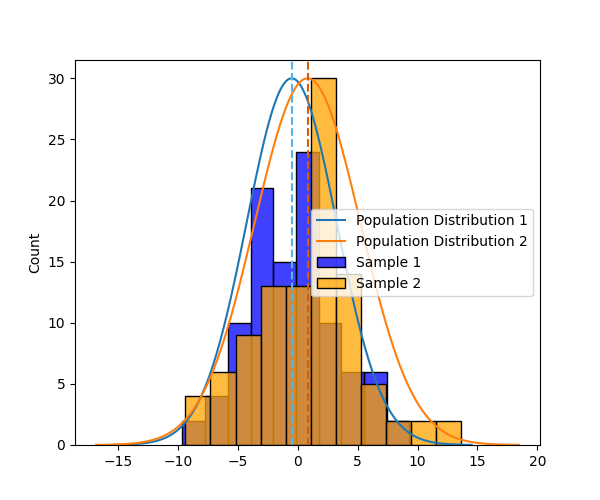 30
25
20
15
10
5
0
Count
Population Distribution 1
Population Distribution 2
Sample 1
Sample 2
−15 −10 −5 0 5 10 15 20